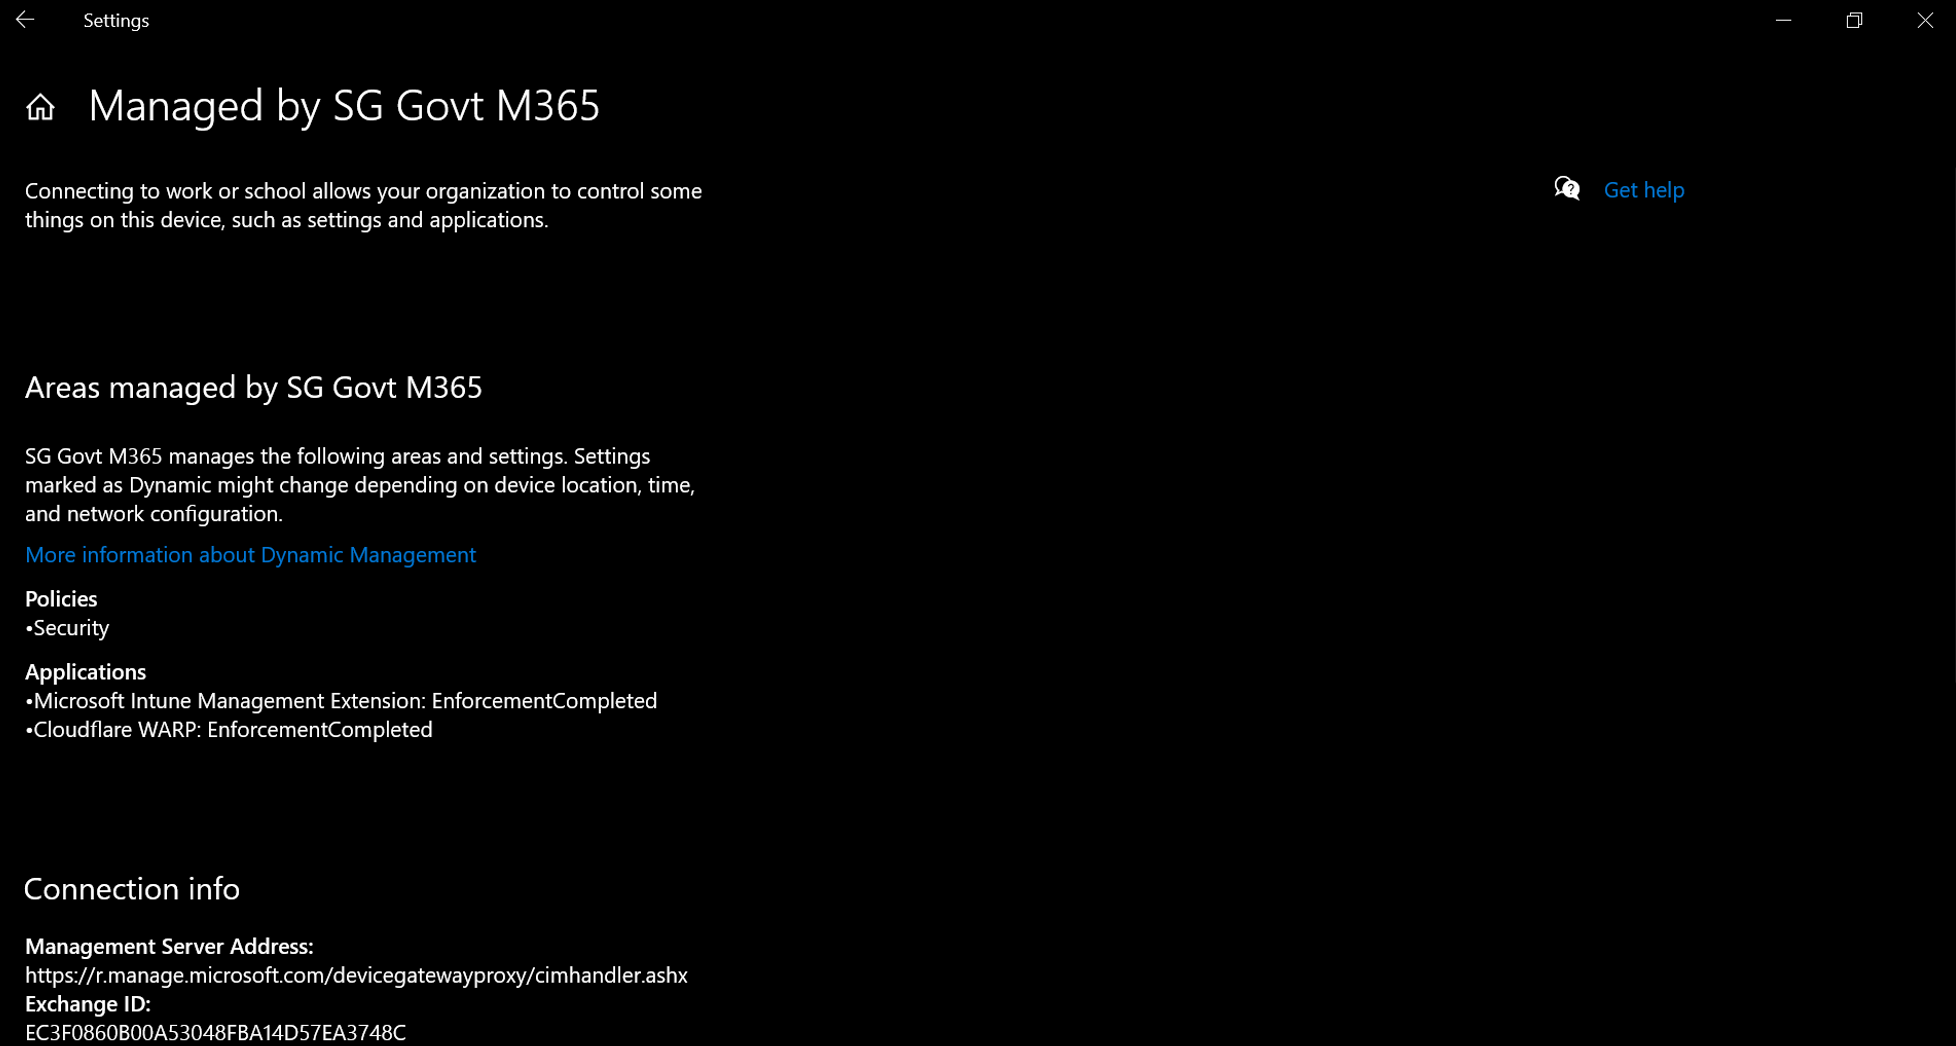 Settings
Managed by SG Govt M365
Connecting to work or school allows your organization to control some
things on this device, such as settings and applications.
Get help
Areas managed by SG Govt M365
SG Govt M365 manages the following areas and settings. Settings
marked as Dynamic might change depending on device location, time,
and network configuration.
More information about Dynamic Management
Policies
•Security
Applications
•Microsoft Intune Management Extension: EnforcementCompleted
•Cloudflare WARP: EnforcementCompleted
Connection info
Management Server Address:
https://r.manage.microsoft.com/devicegatewayproxy/cimhandler.ashx
Exchange ID:
EC3F0860B00A53048FBA14D57EA3748C